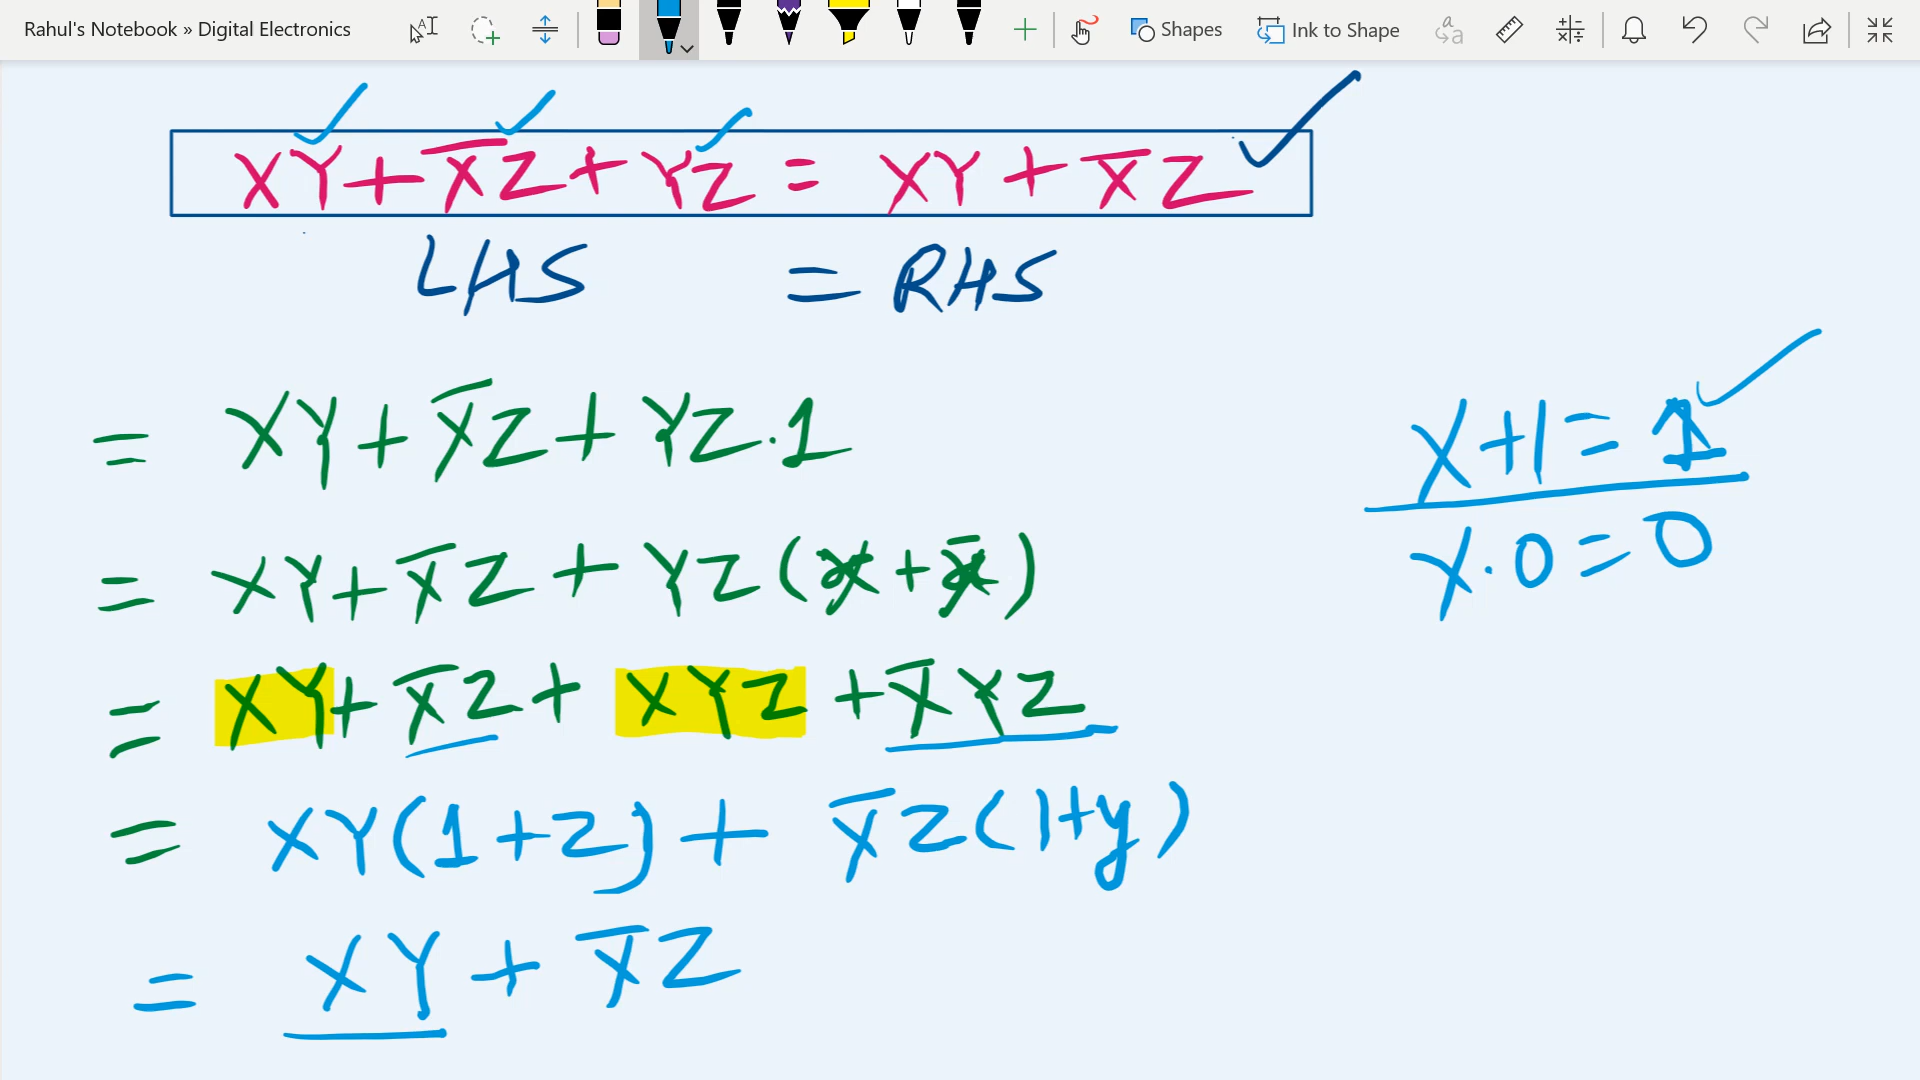 Rahul's Notebook » Digital Electronics
Shapes
Ink to Shape
XY + X̅Z + YZ = XY + X̅Z
LHS = RHS
= XY + X̅Z + YZ·1
X + 1 = 1
X·0 = 0
= XY + X̅Z + YZ(X + X̅)
= XY + X̅Z + XYZ + X̅YZ
= XY(1+Z) + X̅Z(1+y)
= XY + X̅Z